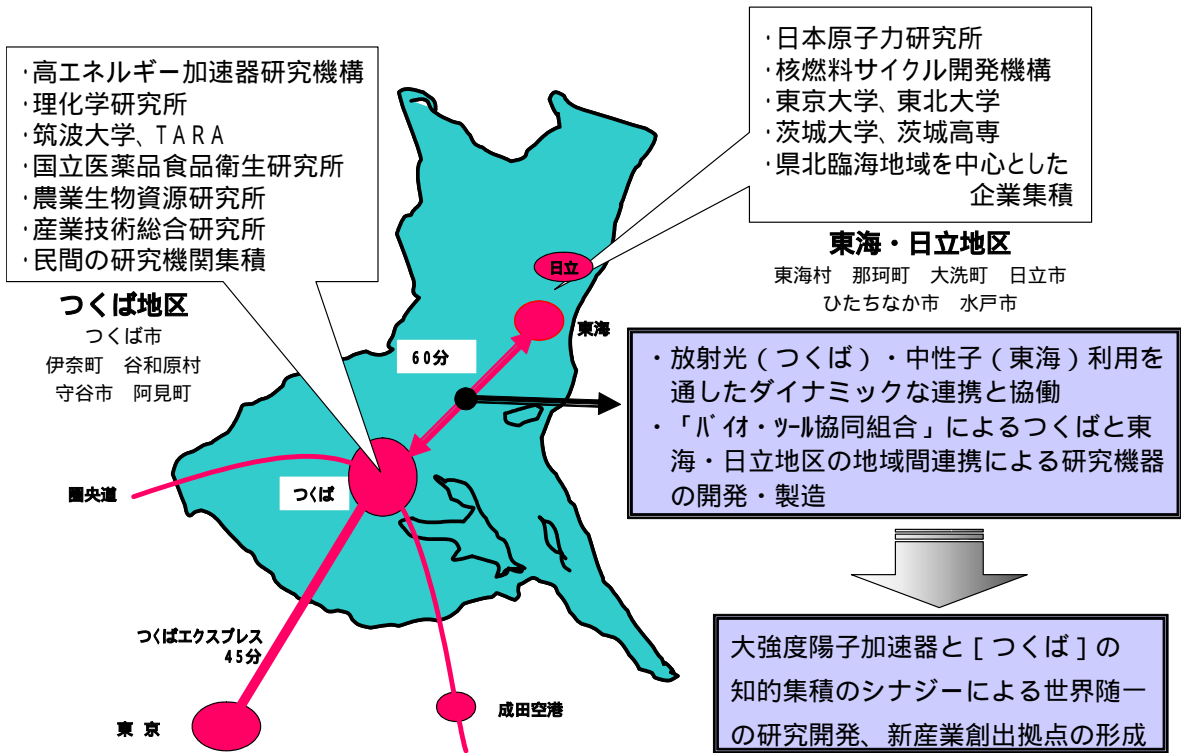 ・高エネルギー加速器研究機構
・理化学研究所
・筑波大学、TARA
・国立医薬品食品衛生研究所
・農業生物資源研究所
・産業技術総合研究所
・民間の研究機関集積
つくば地区
つくば市
伊奈町 谷和原村
守谷市 阿見町
・日本原子力研究所
・核燃料サイクル開発機構
・東京大学、東北大学
・茨城大学、茨城高専
・県北臨海地域を中心とした
企業集積
東海・日立地区
東海村 那珂町 大洗町 日立市
ひたちなか市 水戸市
日立
東海
60分
・放射光（つくば）・中性子（東海）利用を
通したダイナミックな連携と協働
・「ﾊﾞｲｵ・ﾂｰﾙ協同組合」によるつくばと東
海・日立地区の地域間連携による研究機器
の開発・製造
圏央道
つくば
つくばエクスプレス
45分
東 京
成田空港
大強度陽子加速器と［つくば］の
知的集積のシナジーによる世界随一
の研究開発、新産業創出拠点の形成